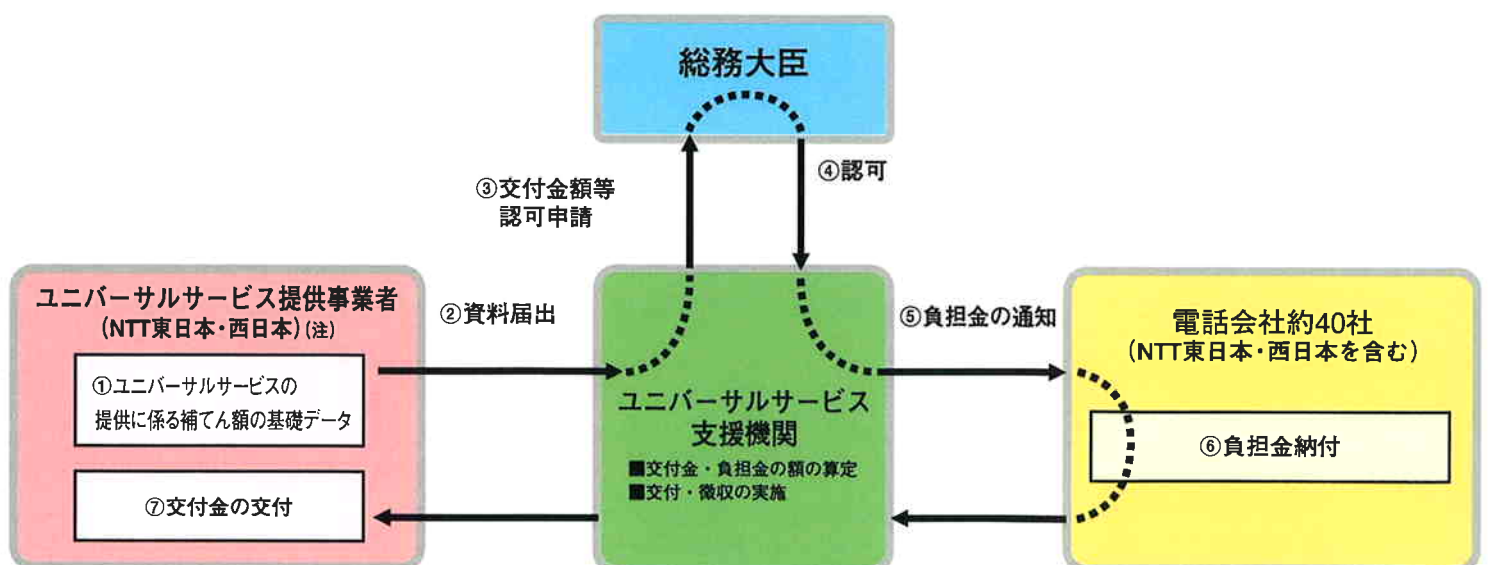 総務大臣
③交付金額等
認可申請
④認可
ユニバーサルサービス提供事業者
(NTT東日本・西日本)(注)
①ユニバーサルサービスの
提供に係る補てん額の基礎データ
⑦交付金の交付
②資料届出
ユニバーサルサービス
支援機関
■交付金・負担金の額の算定
■交付・徴収の実施
⑤負担金の通知
電話会社約40社
(NTT東日本・西日本を含む)
⑥負担金納付